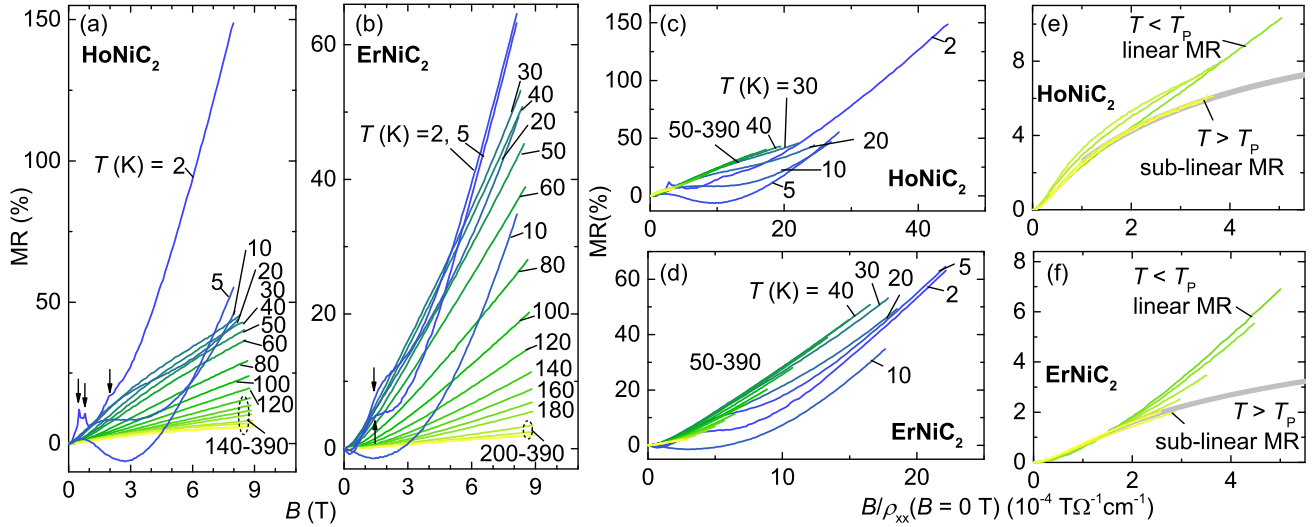 (a)
HoNiC2
T (K) = 2
5
10
20
30
40
50
60
80
100
120
140-390
MR (%)
150
100
50
0
0 3 6 9 12
(b)
ErNiC2
T (K) = 2, 5
30
40
20
50
60
10
80
100
120
140
160
180
200-390
60
40
20
0
0 3 6 9 12
B (T)
(c)
T (K) = 30
50-390
40
2
20
10
5
HoNiC2
MR(%)
150
100
50
0
0 20 40
(d)
T (K) = 40
30
20
5
2
50-390
10
ErNiC2
60
40
20
0
0 10 20
(e)
T < TP
linear MR
HoNiC2
T > TP
sub-linear MR
10
8
6
4
2
0
0 2 4
(f)
T < TP
linear MR
ErNiC2
T > TP
sub-linear MR
8
6
4
2
0
0 2 4
B/ρxx(B = 0 T) (10-4 TΩ-1cm-1)